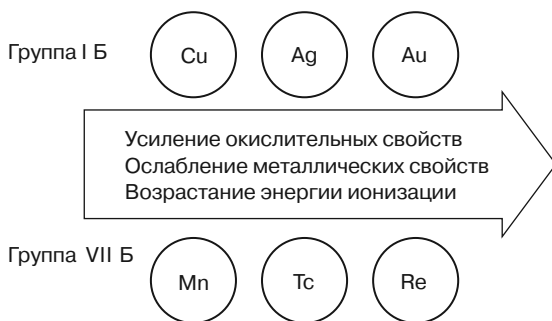 Группа I Б Cu Ag Au
Усиление окислительных свойств
Ослабление металлических свойств
Возрастание энергии ионизации
Группа VII Б Mn Tc Re